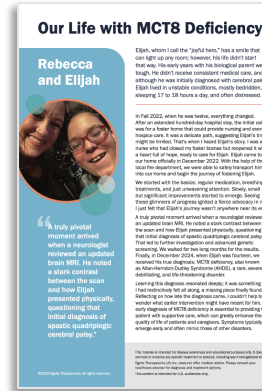 Our Life with MCT8 Deficiency
Rebecca
and Elijah
"A truly pivotal
moment arrived
when a neurologist
reviewed an updated
brain MRI. He noted
a stark contrast
between the scan
and how Elijah
presented physically,
questioning that
initial diagnosis of
spastic quadriplegic
cerebral palsy."
Elijah, whom I call the "joyful hero," has a smile that
can light up any room; however, his life didn't start
that way. His early years with his biological parent we
tough. He didn't receive consistent medical care, and
although he was initially diagnosed with cerebral pals
Elijah lived in unstable conditions, mostly bedridden,
sleeping 17 to 18 hours a day, and often distressed.
In Fall 2022, when he was twelve, everything changed.
After an extended hospital stay, the initial cal
was for a foster home that could provide nursing and ever
hospice care. It was a delicate path, suggesting Elijah's tim
might be limited. That's when I heard Elijah's story. I was a
nurse who had closed my foster license but reopened it wi
a heart full of hope, ready to care for Elijah. Elijah came to
our home officially in December 2022. With the help of the
local fire department, we were able to safely transport him
into our home and begin the journey of fostering Elijah.
We started with the basics: regular medication, breathing
treatments, and just unwavering attention. Slowly, small
but significant improvements started to emerge. Seeing
those glimmers of progress ignited a fierce advocacy in m
I just felt that Elijah's journey wasn't anywhere near its en
A truly pivotal moment arrived when a neurologist reviewe
an updated brain MRI. He noted a stark contrast between
the scan and how Elijah presented physically, questioning
that initial diagnosis of spastic quadriplegic cerebral palsy.
That led to further investigation and advanced genetic
screening. We waited for two long months for the results.
Finally, in December 2024, when Elijah was fourteen, we
received his true diagnosis: MCT8 deficiency, also known
as Allan-Herndon-Dudley Syndrome (AHDS), a rare, severe
debilitating, and life-threatening disorder.
Learning this diagnosis resonated deeply; it was something
I had instinctively felt all along, a missing piece finally found
Reflecting on how late the diagnosis came, I couldn't help b
wonder what earlier intervention might have meant for him.
early diagnosis of MCT8 deficiency is essential to providing t
patient with supportive care, which can greatly enhance the
quality of life of patients and caregivers. Symptoms typically
emerge early and often mimic those of other disorders.
©2025 Egetis Therapeutics. All rights reserved.
This content is intended for U.S. audiences only.